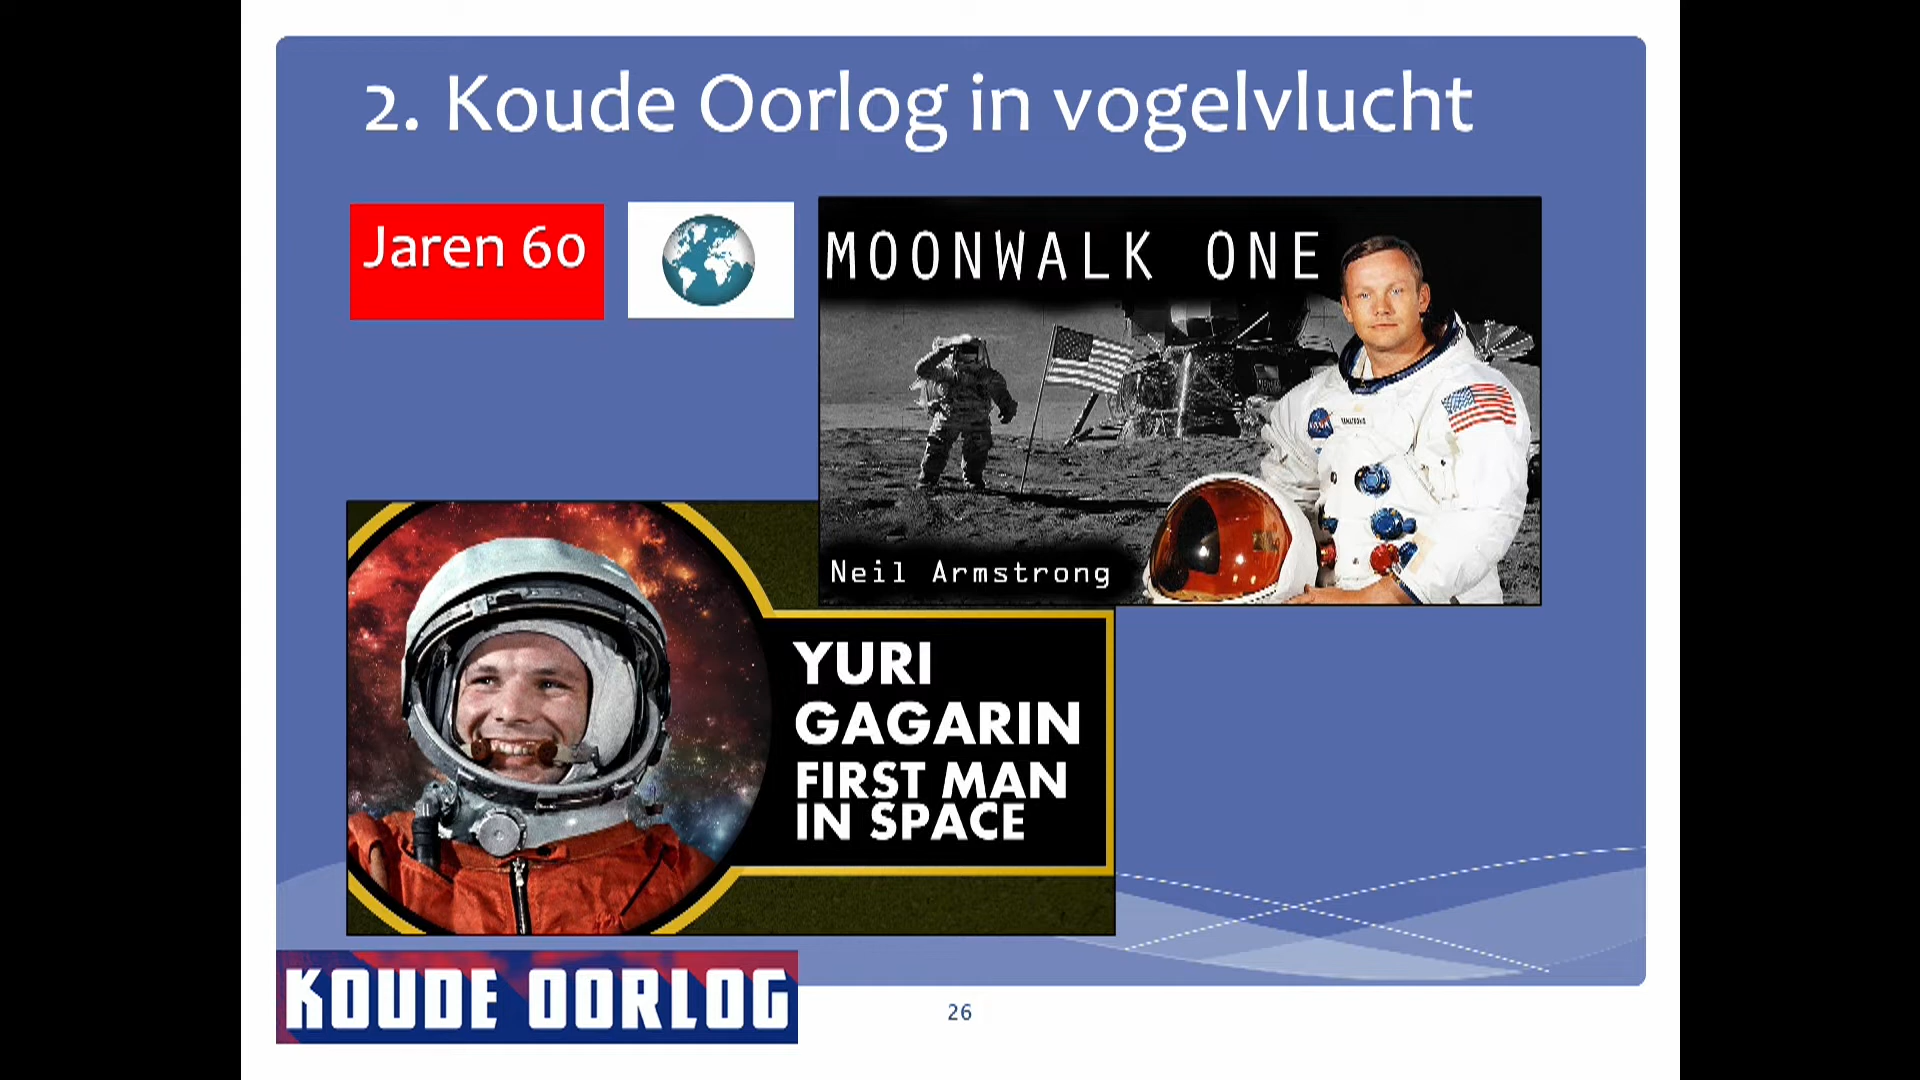 2. Koude Oorlog in vogelvlucht
Jaren 60
MOONWALK ONE
Neil Armstrong
YURI
GAGARIN
FIRST MAN
IN SPACE
KOUDE OORLOG
26